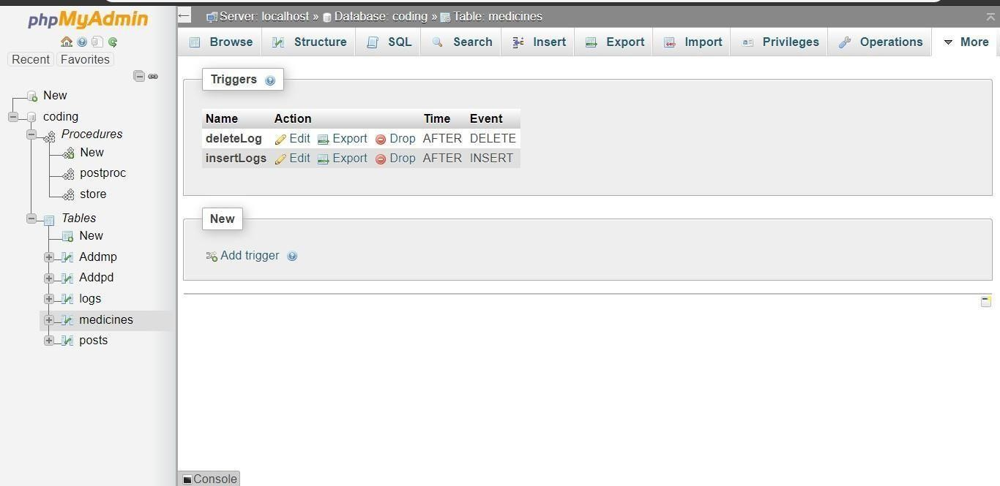 phpMyAdmin
Recent Favorites
New
coding
Procedures
New
postproc
store
Tables
New
Addmp
Addpd
logs
medicines
posts
Server: localhost » Database: coding » Table: medicines
Browse Structure SQL Search Insert Export Import Privileges Operations More
Triggers
Name Action Time Event
deleteLog Edit Export Drop AFTER DELETE
insertLogs Edit Export Drop AFTER INSERT
New
Add trigger
Console